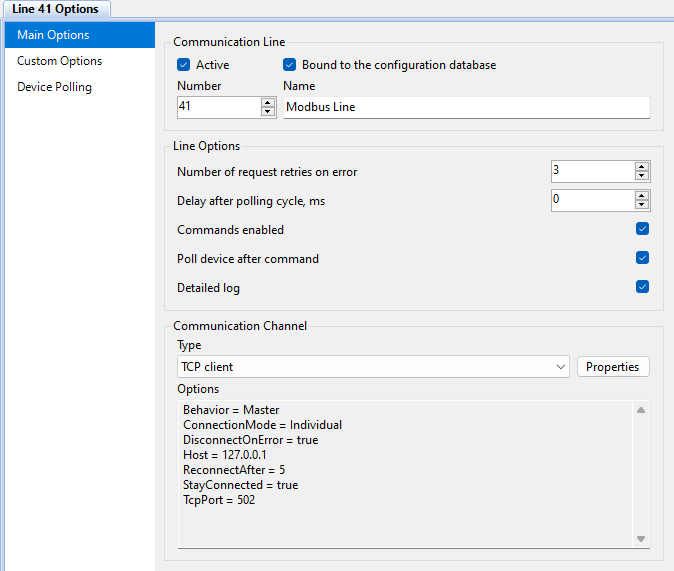 Line 41 Options
Main Options
Custom Options
Device Polling
Communication Line
Active
Bound to the configuration database
Number
Name
41
Modbus Line
Line Options
Number of request retries on error
3
Delay after polling cycle, ms
0
Commands enabled
Poll device after command
Detailed log
Communication Channel
Type
TCP client
Properties
Options
Behavior = Master
ConnectionMode = Individual
DisconnectOnError = true
Host = 127.0.0.1
ReconnectAfter = 5
StayConnected = true
TcpPort = 502